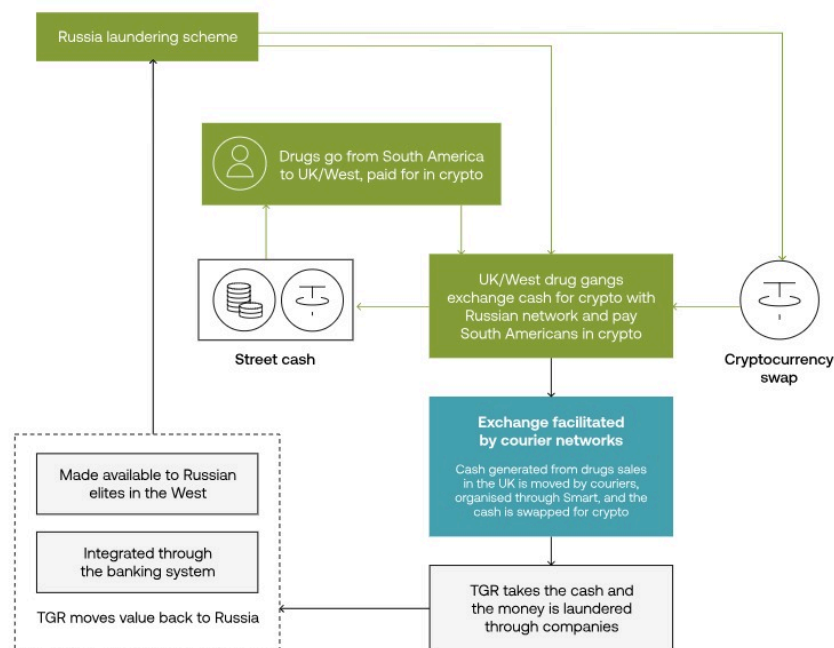 Russia laundering scheme
Drugs go from South America
to UK/West, paid for in crypto
UK/West drug gangs
exchange cash for crypto with
Russian network and pay
South Americans in crypto
Street cash
Cryptocurrency
swap
Exchange facilitated
by courier networks
Cash generated from drugs sales
in the UK is moved by couriers,
organised through Smart, and the
cash is swapped for crypto
Made available to Russian
elites in the West
Integrated through
the banking system
TGR moves value back to Russia
TGR takes the cash and
the money is laundered
through companies